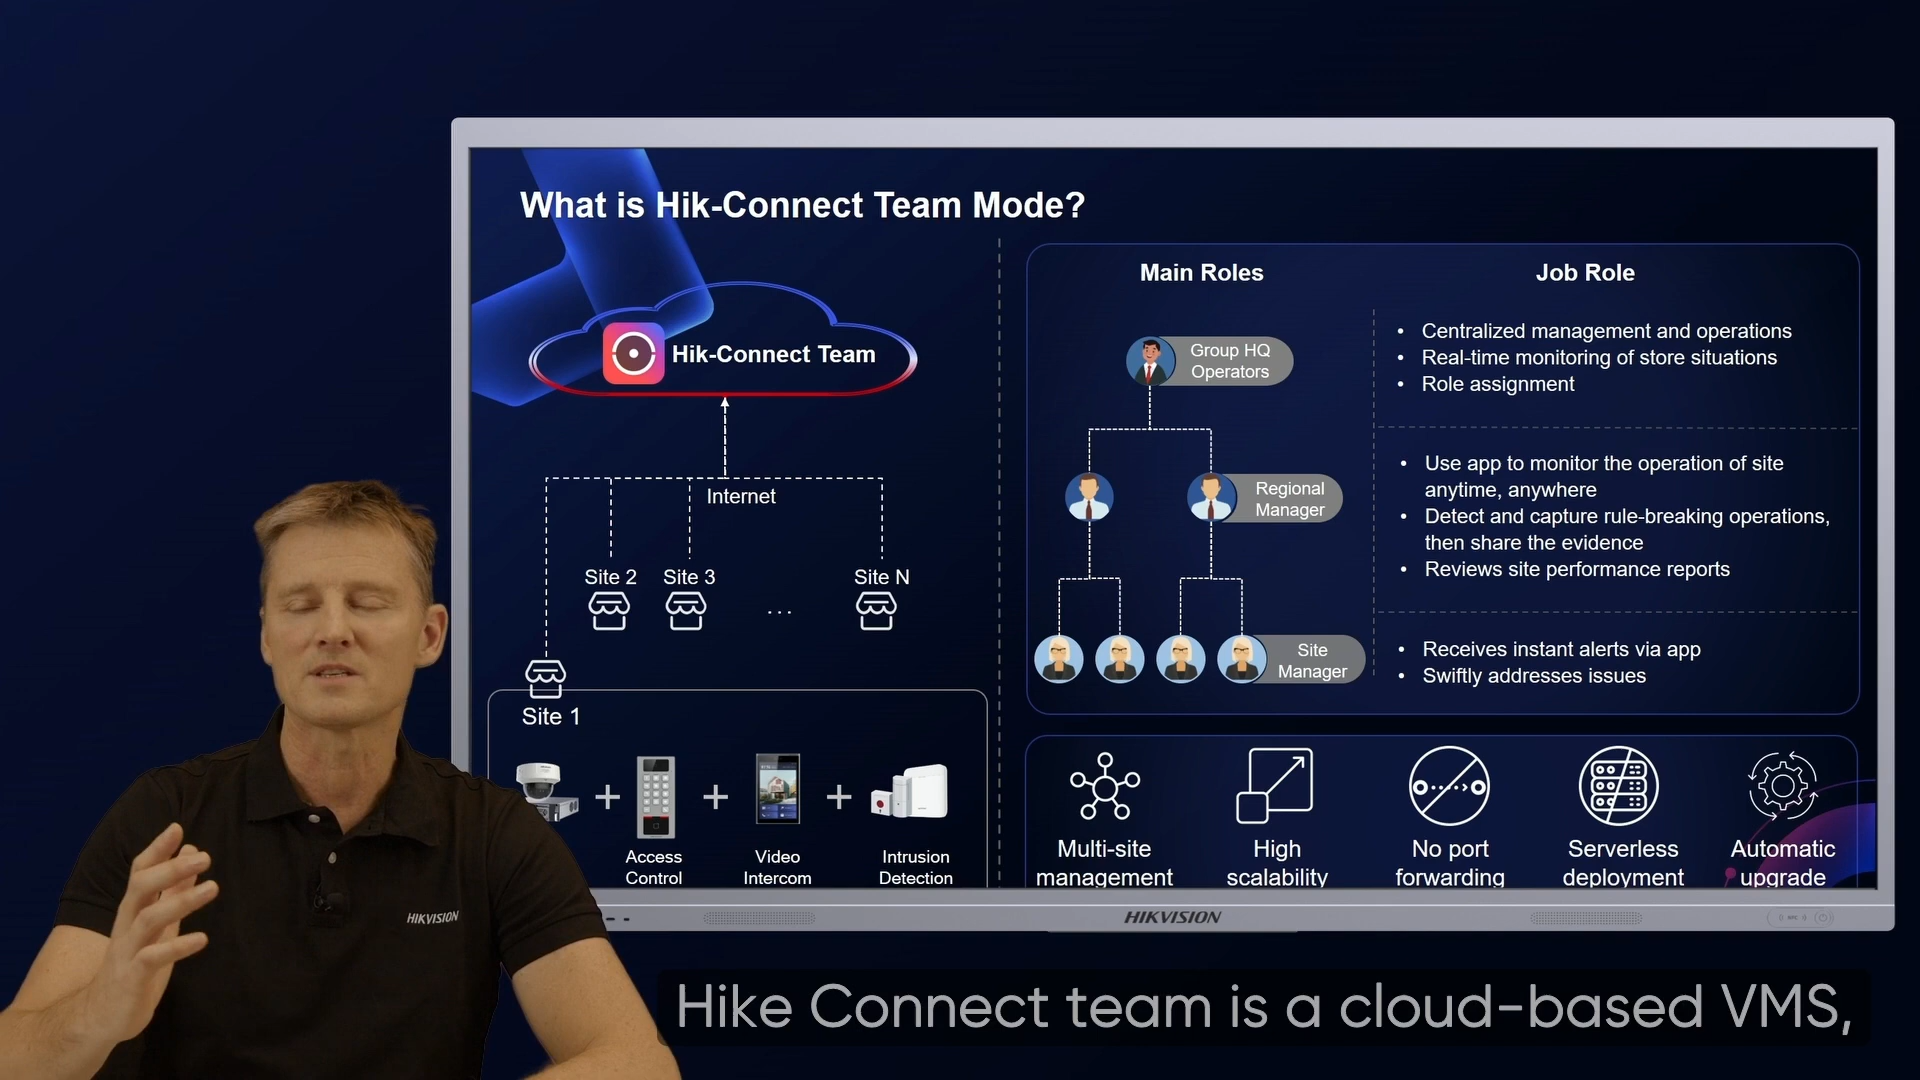 What is Hik-Connect Team Mode?
Hik-Connect Team
Internet
Site 2
Site 3
...
Site N
Site 1
Access
Control
Video
Intercom
Intrusion
Detection
Main Roles
Job Role
Group HQ
Operators
• Centralized management and operations
• Real-time monitoring of store situations
• Role assignment
Regional
Manager
• Use app to monitor the operation of site
anytime, anywhere
• Detect and capture rule-breaking operations,
then share the evidence
• Reviews site performance reports
Site
Manager
• Receives instant alerts via app
• Swiftly addresses issues
Multi-site
management
High
scalability
No port
forwarding
Serverless
deployment
Automatic
upgrade
HIKVISION
HIKVISION
Hike Connect team is a cloud-based VMS,